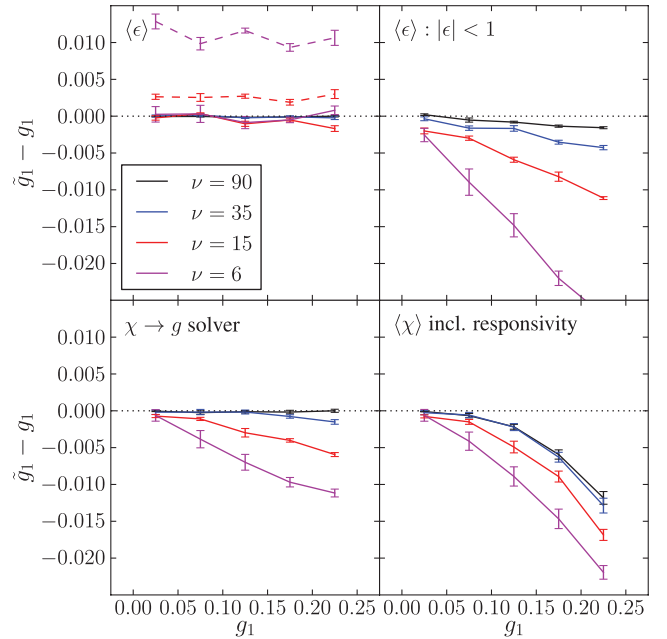 ⟨ϵ⟩
⟨ϵ⟩ : |ϵ| < 1
0.010
0.005
0.000
−0.005
−0.010
−0.015
−0.020
g̃₁ − g₁
ν = 90
ν = 35
ν = 15
ν = 6
χ → g solver
⟨χ⟩ incl. responsivity
0.010
0.005
0.000
−0.005
−0.010
−0.015
−0.020
g̃₁ − g₁
0.00 0.05 0.10 0.15 0.20 0.25
0.00 0.05 0.10 0.15 0.20 0.25
g₁
g₁